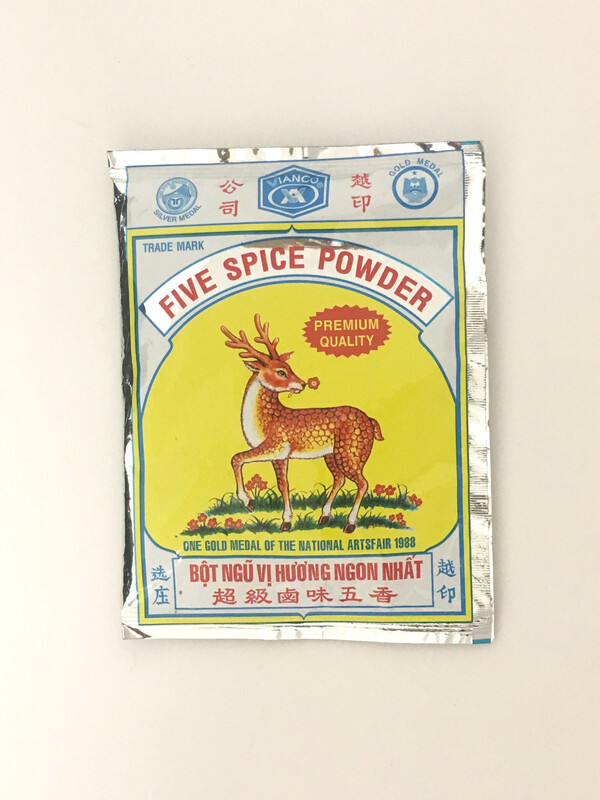 SILVER MEDAL
公司
VIANCO
越印
GOLD MEDAL
TRADE MARK
FIVE SPICE POWDER
PREMIUM
QUALITY
ONE GOLD MEDAL OF THE NATIONAL ARTSFAIR 1988
选庄
BỘT NGŨ VỊ HƯƠNG NGON NHẤT
超級鹵味五香
越印